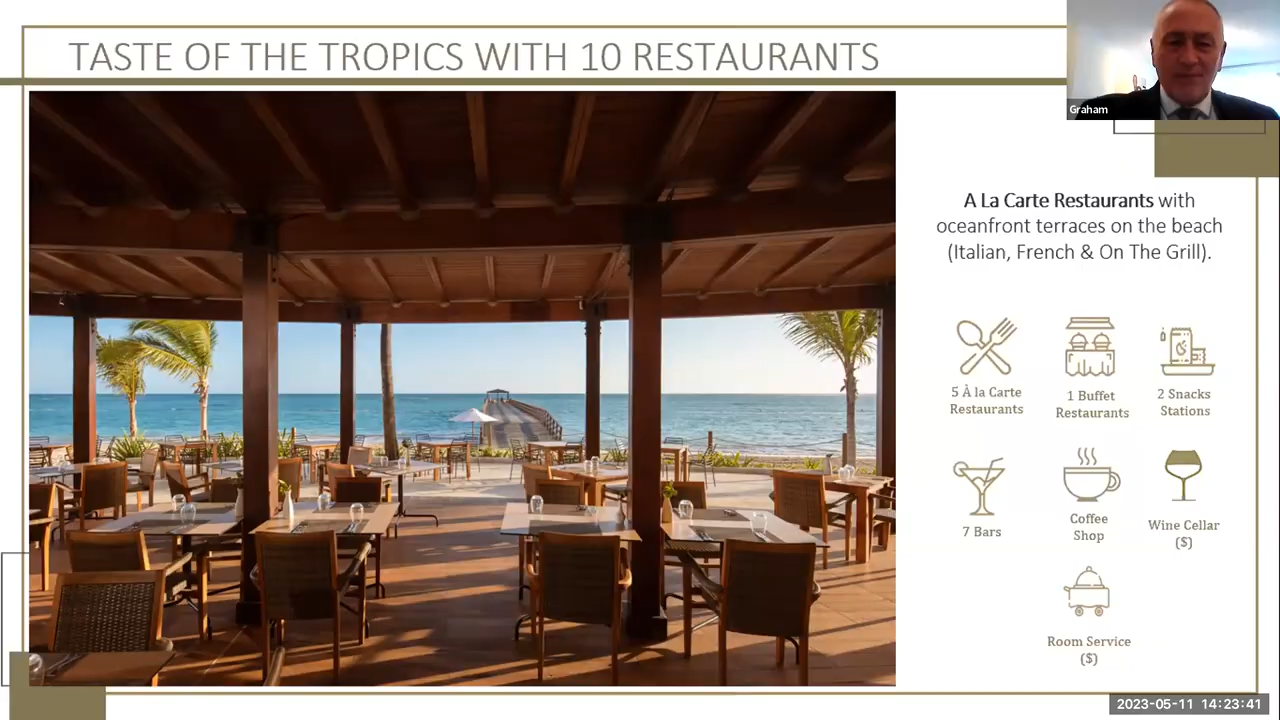 TASTE OF THE TROPICS WITH 10 RESTAURANTS
Graham
A La Carte Restaurants with
oceanfront terraces on the beach
(Italian, French & On The Grill).
5 À la Carte
Restaurants
1 Buffet
Restaurants
2 Snacks
Stations
7 Bars
Coffee
Shop
Wine Cellar
($)
Room Service
($)
2023-05-11 14:23:41